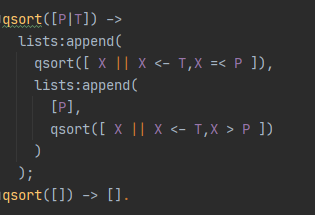 qsort([P|T]) ->
  lists:append(
    qsort([ X || X <- T,X =< P ]),
    lists:append(
      [P],
      qsort([ X || X <- T,X > P ])
    )
  );
qsort([]) -> [].